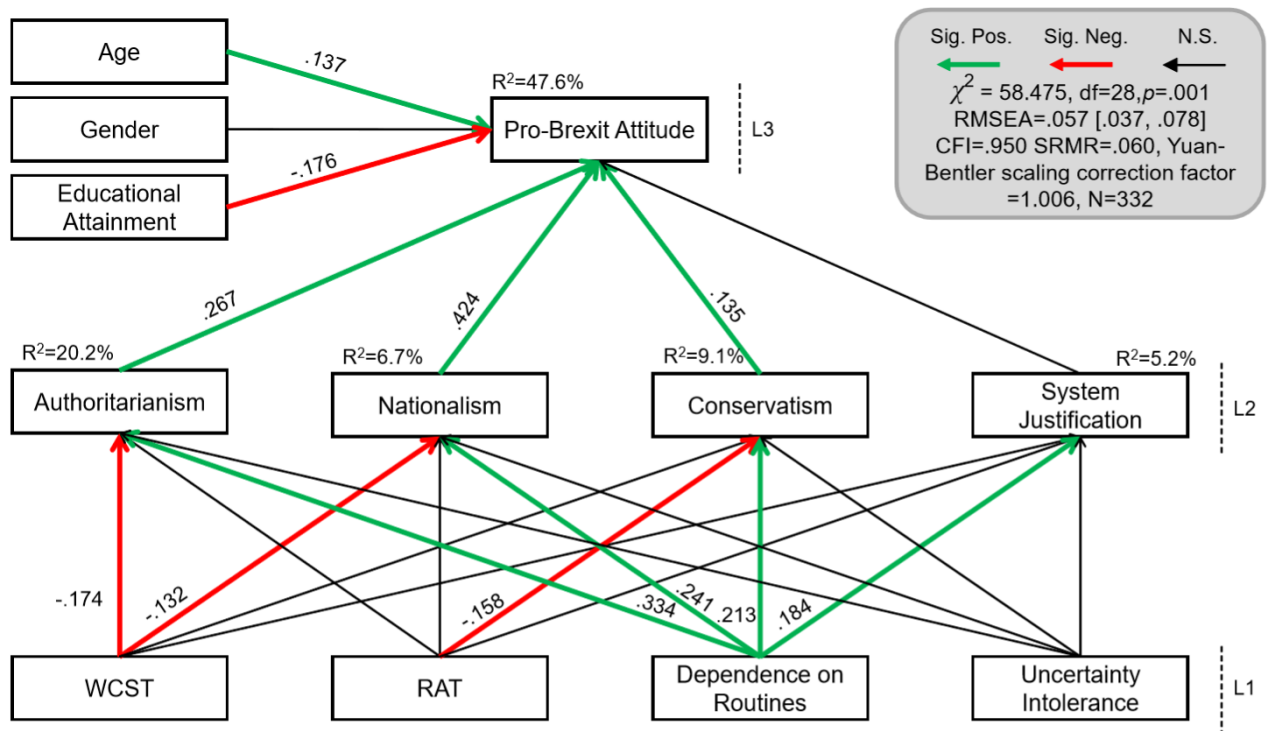 Age
.137
Gender
-.176
Educational
Attainment
R²=47.6%
Pro-Brexit Attitude
L3
Sig. Pos. Sig. Neg. N.S.
χ² = 58.475, df=28,p=.001
RMSEA=.057 [.037, .078]
CFI=.950 SRMR=.060, Yuan-
Bentler scaling correction factor
=1.006, N=332
.267
.424
.135
R²=20.2%
R²=6.7%
R²=9.1%
R²=5.2%
Authoritarianism
Nationalism
Conservatism
System
Justification
L2
-.174
-.132
-.158
.334
.241
.213
.184
WCST
RAT
Dependence on
Routines
Uncertainty
Intolerance
L1